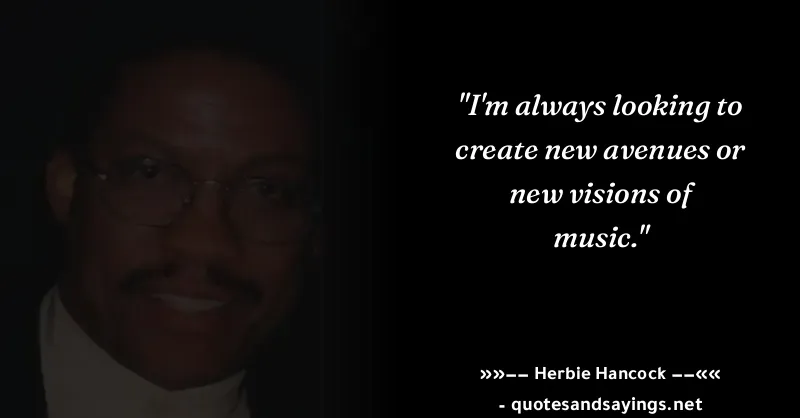 "I'm always looking to
create new avenues or
new visions of
music."
»»–– Herbie Hancock ––««
- quotesandsayings.net